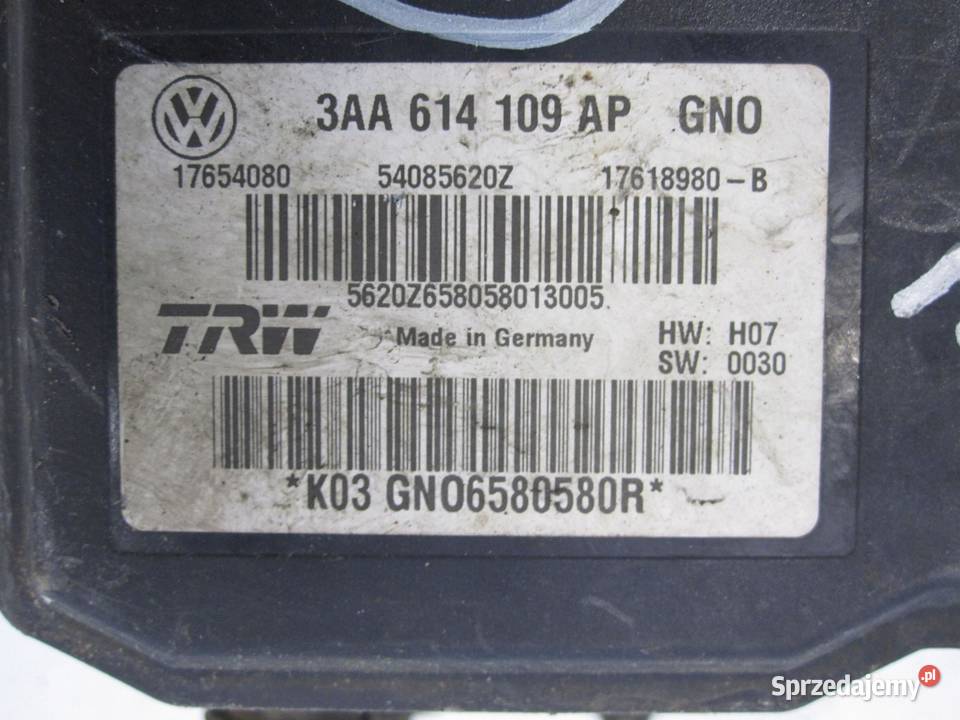 3AA 614 109 AP GNO
17654080 54085620Z 17618980-B
5620Z658058013005
TRW Made in Germany HW: H07
SW: 0030
*K03 GNO6580580R*
Sprzedajemy.pl